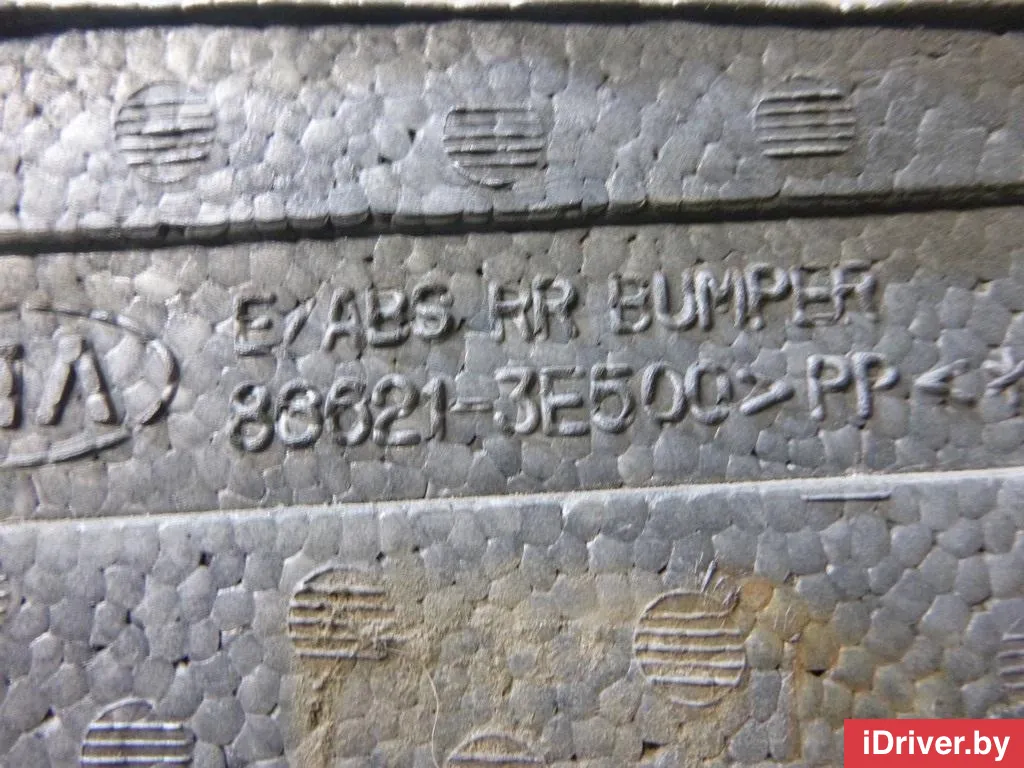 E/ABS RR BUMPER
86621-3E500 >PP<
iDriver.by